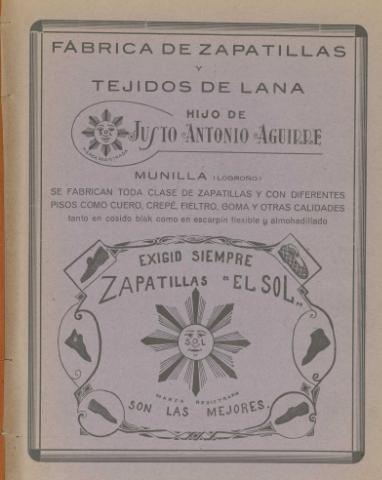 FÁBRICA DE ZAPATILLAS
Y
TEJIDOS DE LANA
HIJO DE
JUSTO ANTONIO AGUIRRE
MARCA REGISTRADA
MUNILLA (LOGROÑO)
SE FABRICAN TODA CLASE DE ZAPATILLAS Y CON DIFERENTES
PISOS COMO CUERO, CREPÉ, FIELTRO, GOMA Y OTRAS CALIDADES
tanto en cosido blak como en escarpín flexible y almohadillado
EXIGID SIEMPRE
ZAPATILLAS "EL SOL"
SOL
MARCA REGISTRADA
SON LAS MEJORES.